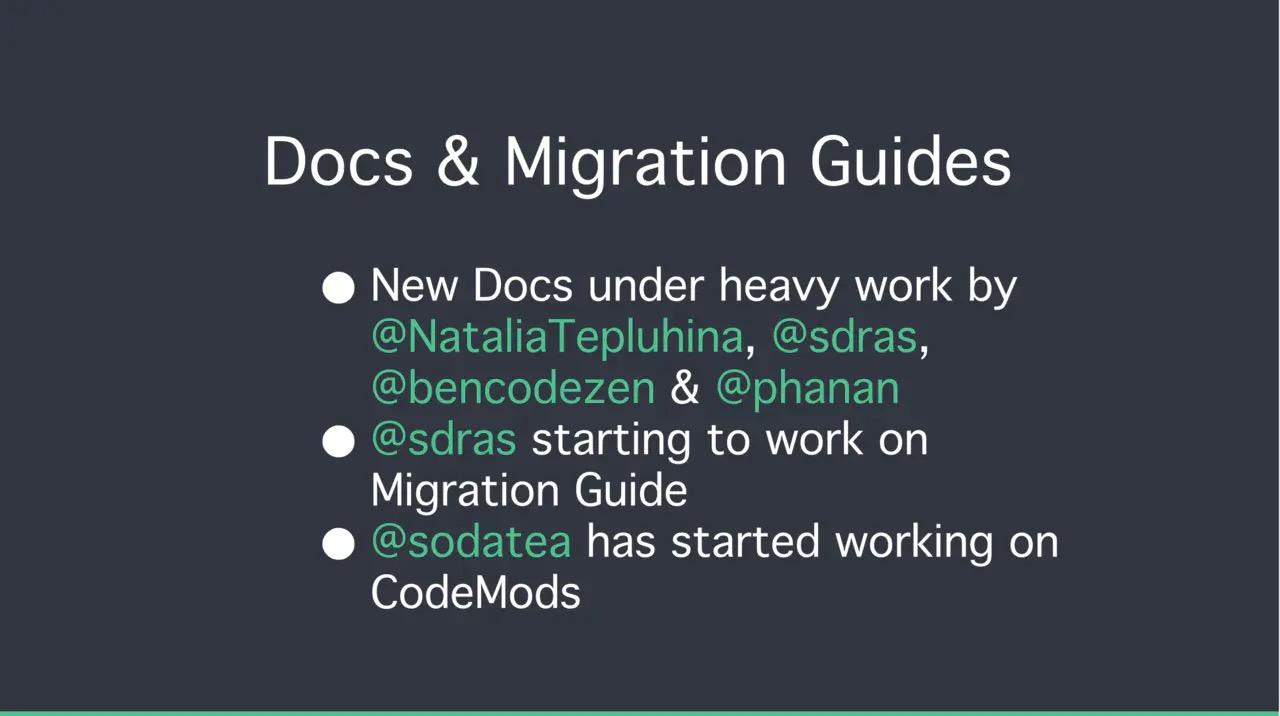 Docs & Migration Guides
● New Docs under heavy work by
@NataliaTepluhina, @sdras,
@bencodezen & @phanan
● @sdras starting to work on
Migration Guide
● @sodatea has started working on
CodeMods